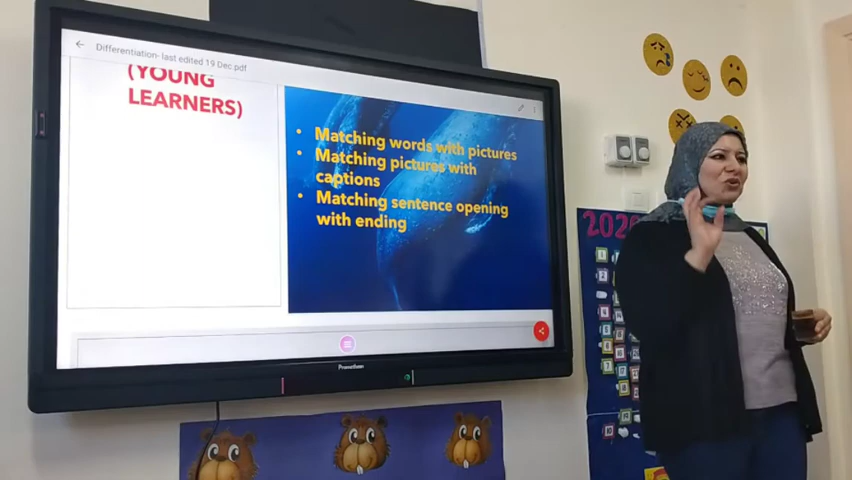 Differentiation- last edited 19 Dec.pdf
(YOUNG
LEARNERS)
• Matching words with pictures
• Matching pictures with
captions
• Matching sentence opening
with ending
Promethean
2020